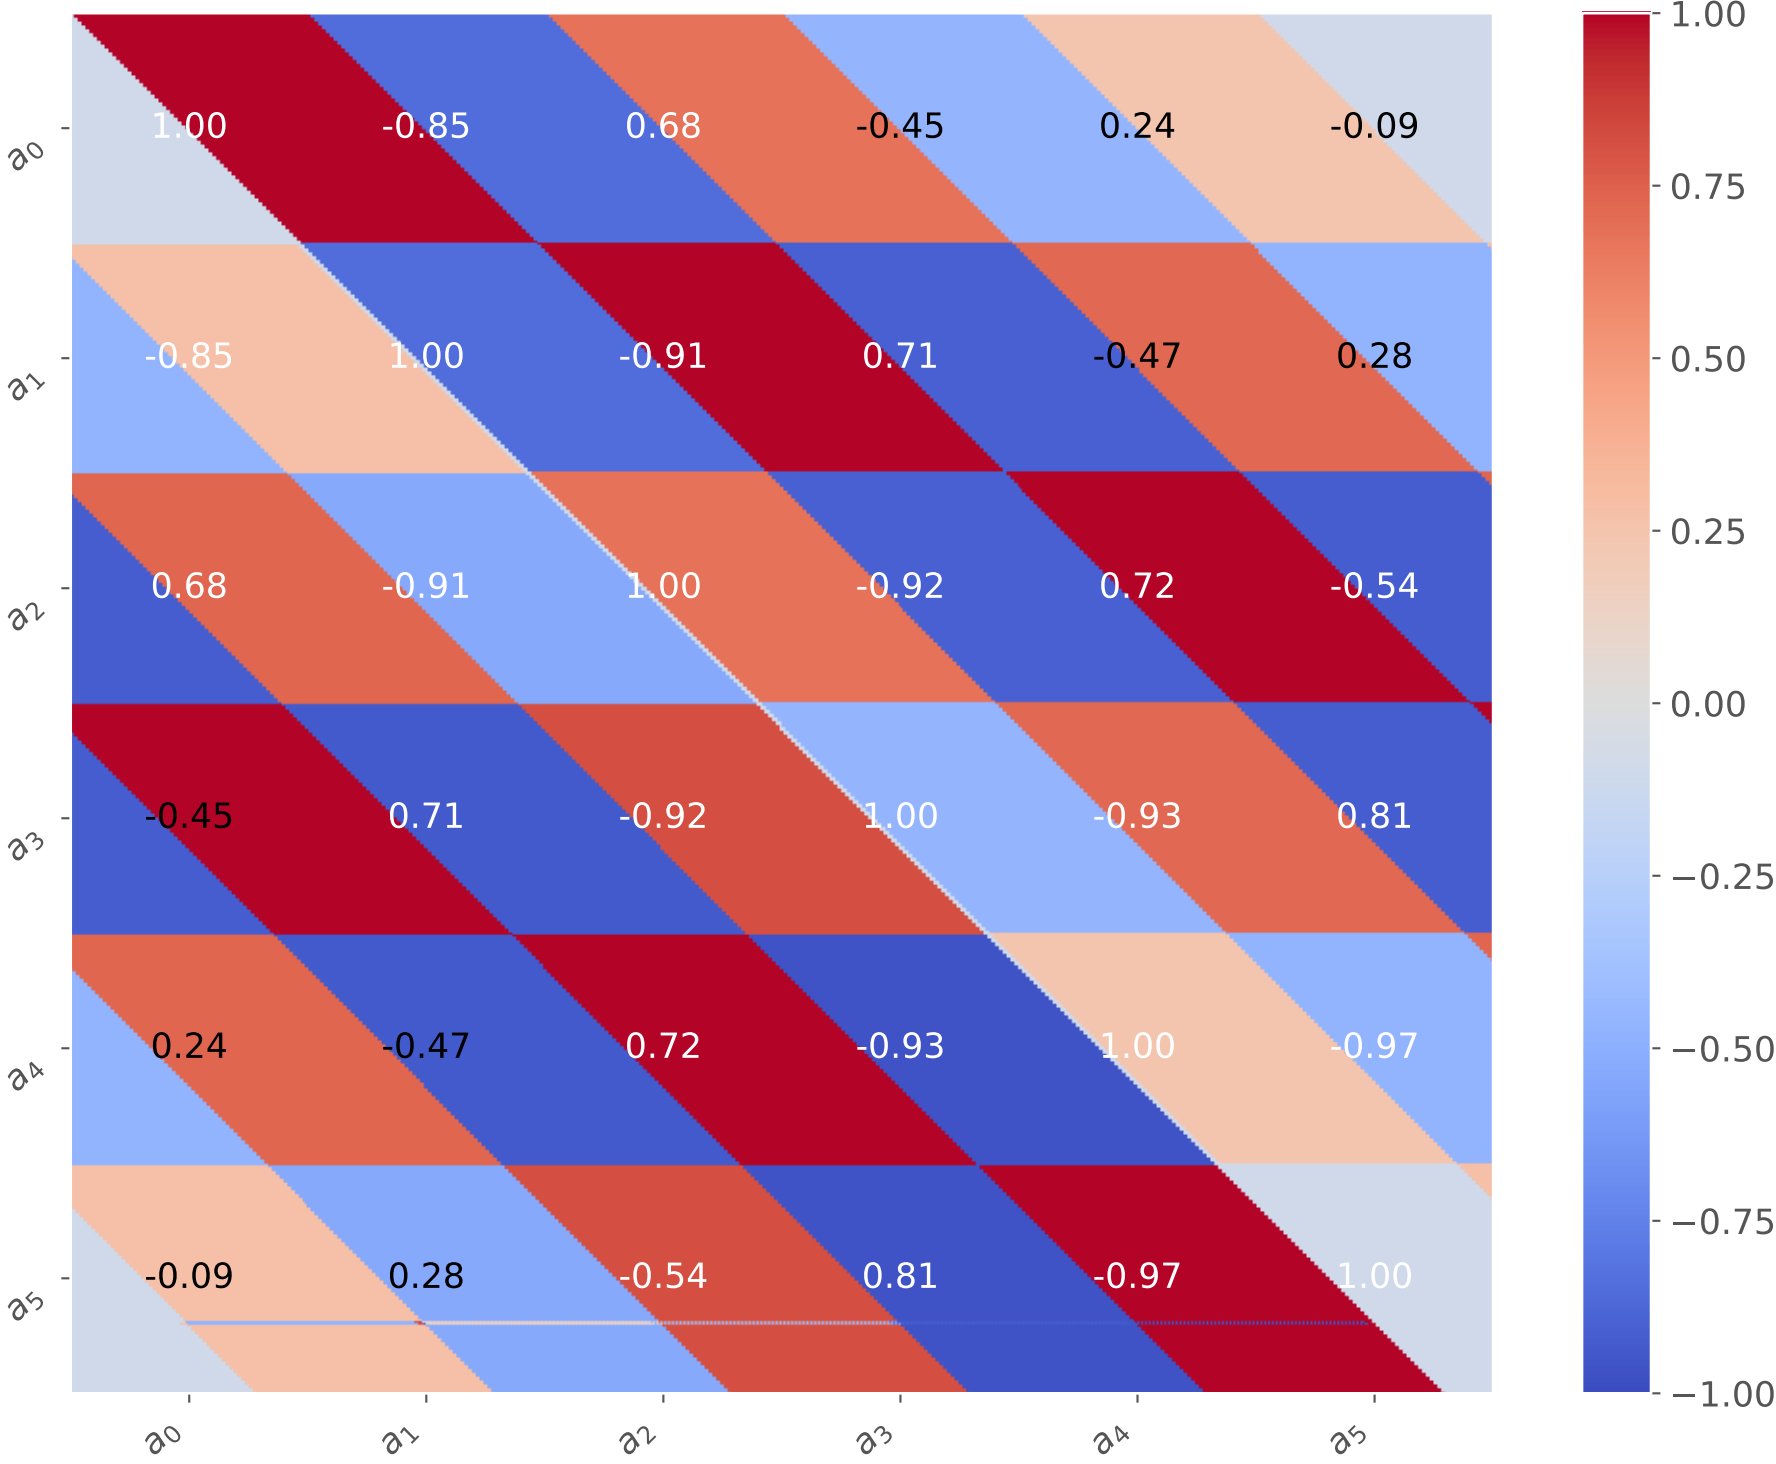 1.00
a₀ 1.00 -0.85 0.68 -0.45 0.24 -0.09
0.75
a₁ -0.85 1.00 -0.91 0.71 -0.47 0.28
0.50
0.25
a₂ 0.68 -0.91 1.00 -0.92 0.72 -0.54
0.00
a₃ -0.45 0.71 -0.92 1.00 -0.93 0.81
−0.25
a₄ 0.24 -0.47 0.72 -0.93 1.00 -0.97
−0.50
−0.75
a₅ -0.09 0.28 -0.54 0.81 -0.97 1.00
−1.00
a₀ a₁ a₂ a₃ a₄ a₅